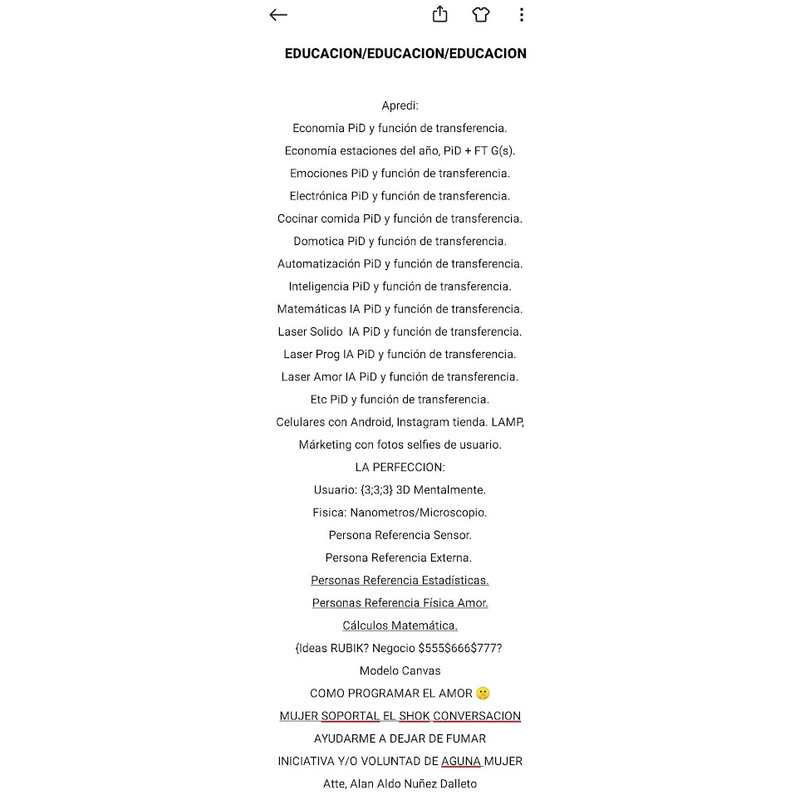 EDUCACION/EDUCACION/EDUCACION
Apredi:
Economía PiD y función de transferencia.
Economía estaciones del año, PiD + FT G(s).
Emociones PiD y función de transferencia.
Electrónica PiD y función de transferencia.
Cocinar comida PiD y función de transferencia.
Domotica PiD y función de transferencia.
Automatización PiD y función de transferencia.
Inteligencia PiD y función de transferencia.
Matemáticas IA PiD y función de transferencia.
Laser Solido  IA PiD y función de transferencia.
Laser Prog IA PiD y función de transferencia.
Laser Amor IA PiD y función de transferencia.
Etc PiD y función de transferencia.
Celulares con Android, Instagram tienda. LAMP,
Márketing con fotos selfies de usuario.
LA PERFECCION:
Usuario: {3;3;3} 3D Mentalmente.
Fisica: Nanometros/Microscopio.
Persona Referencia Sensor.
Persona Referencia Externa.
Personas Referencia Estadísticas.
Personas Referencia Física Amor.
Cálculos Matemática.
{Ideas RUBIK? Negocio $555$666$777?
Modelo Canvas
COMO PROGRAMAR EL AMOR 🤫
MUJER SOPORTAL EL SHOK CONVERSACION
AYUDARME A DEJAR DE FUMAR
INICIATIVA Y/O VOLUNTAD DE AGUNA MUJER
Atte, Alan Aldo Nuñez Dalleto